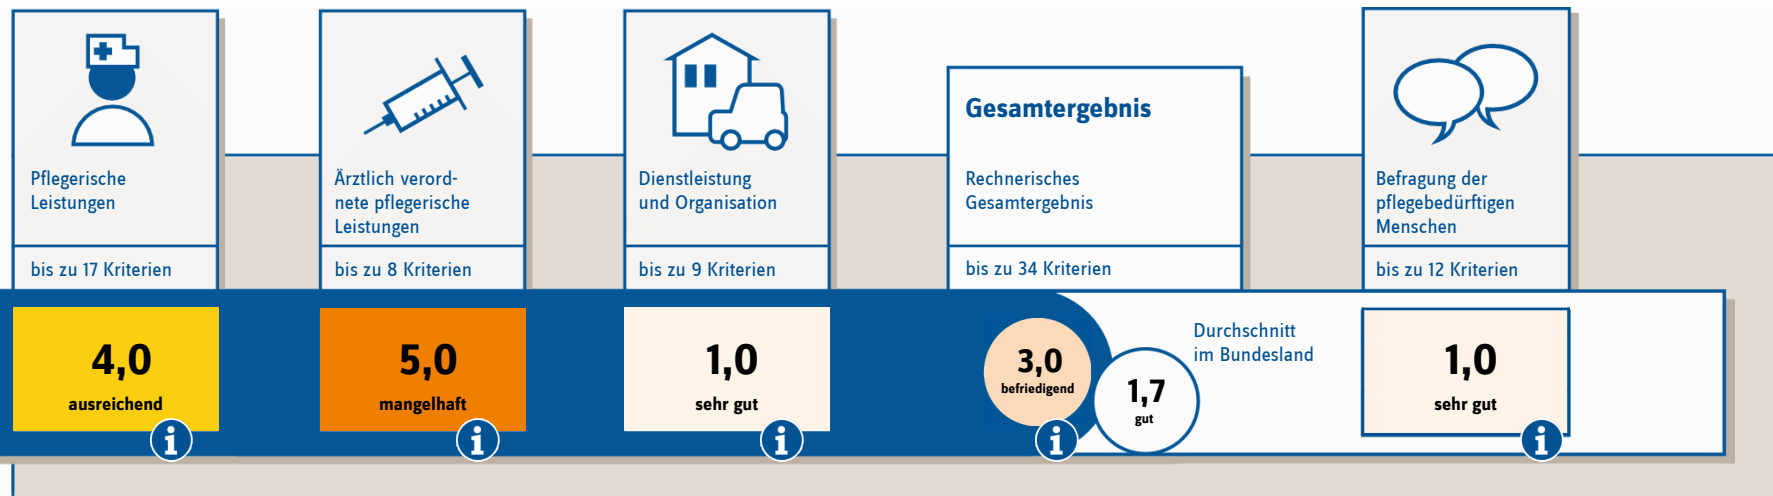 Pflegerische
Leistungen
bis zu 17 Kriterien
4,0
ausreichend
i
Ärztlich verord-
nete pflegerische
Leistungen
bis zu 8 Kriterien
5,0
mangelhaft
i
Dienstleistung
und Organisation
bis zu 9 Kriterien
1,0
sehr gut
i
Gesamtergebnis
Rechnerisches
Gesamtergebnis
bis zu 34 Kriterien
3,0
befriedigend
i
1,7
gut
Durchschnitt
im Bundesland
Befragung der
pflegebedürftigen
Menschen
bis zu 12 Kriterien
1,0
sehr gut
i